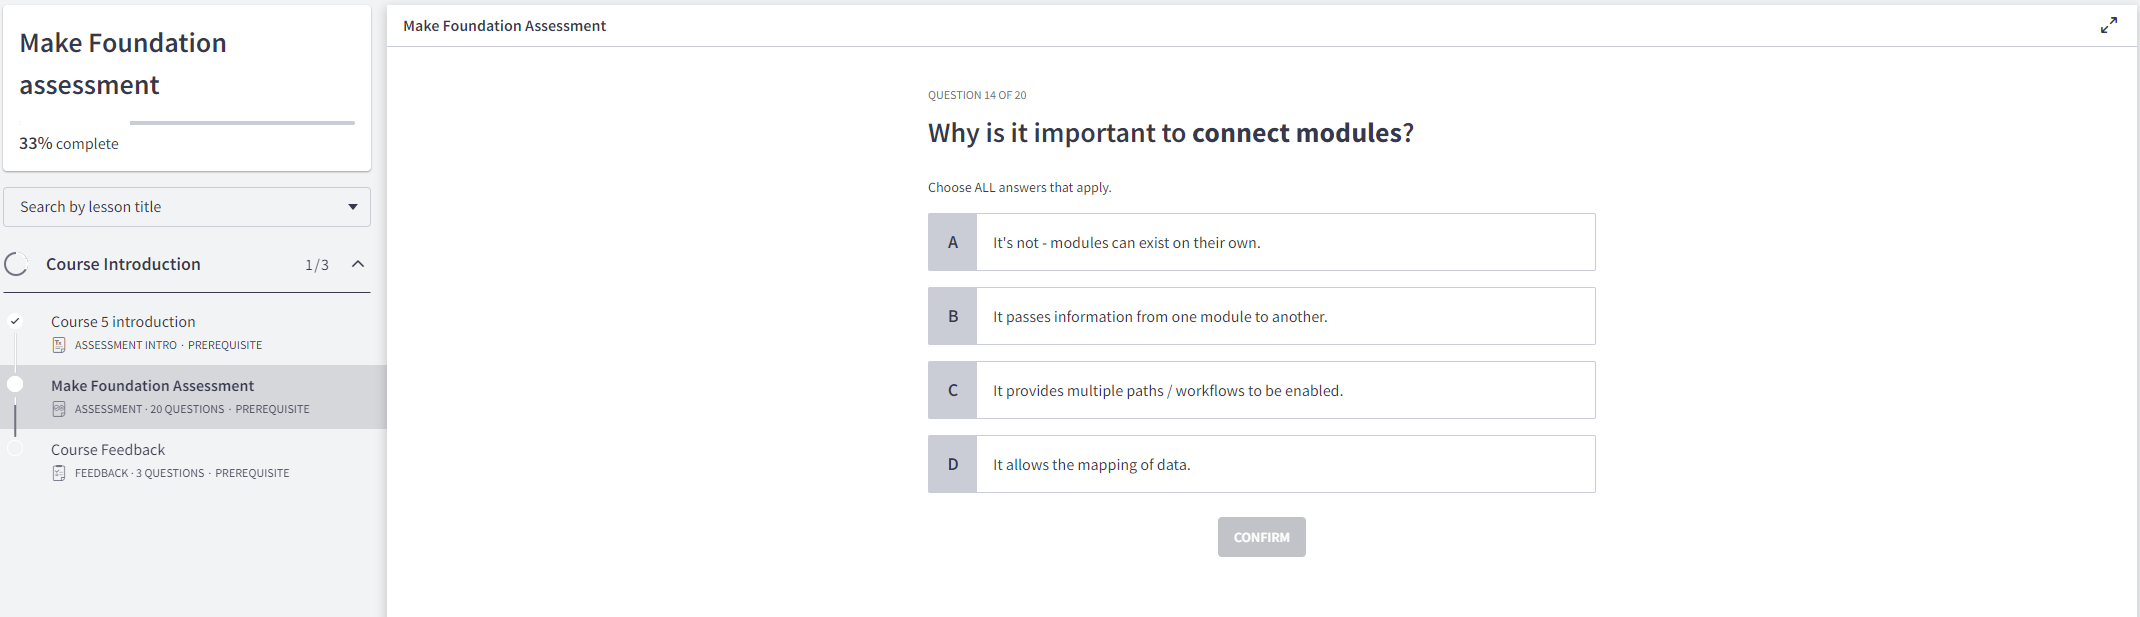 Make Foundation
assessment
33% complete
Search by lesson title
Course Introduction 1/3
Course 5 introduction
ASSESSMENT INTRO · PREREQUISITE
Make Foundation Assessment
ASSESSMENT · 20 QUESTIONS · PREREQUISITE
Course Feedback
FEEDBACK · 3 QUESTIONS · PREREQUISITE
Make Foundation Assessment
QUESTION 14 OF 20
Why is it important to connect modules?
Choose ALL answers that apply.
A It's not - modules can exist on their own.
B It passes information from one module to another.
C It provides multiple paths / workflows to be enabled.
D It allows the mapping of data.
CONFIRM